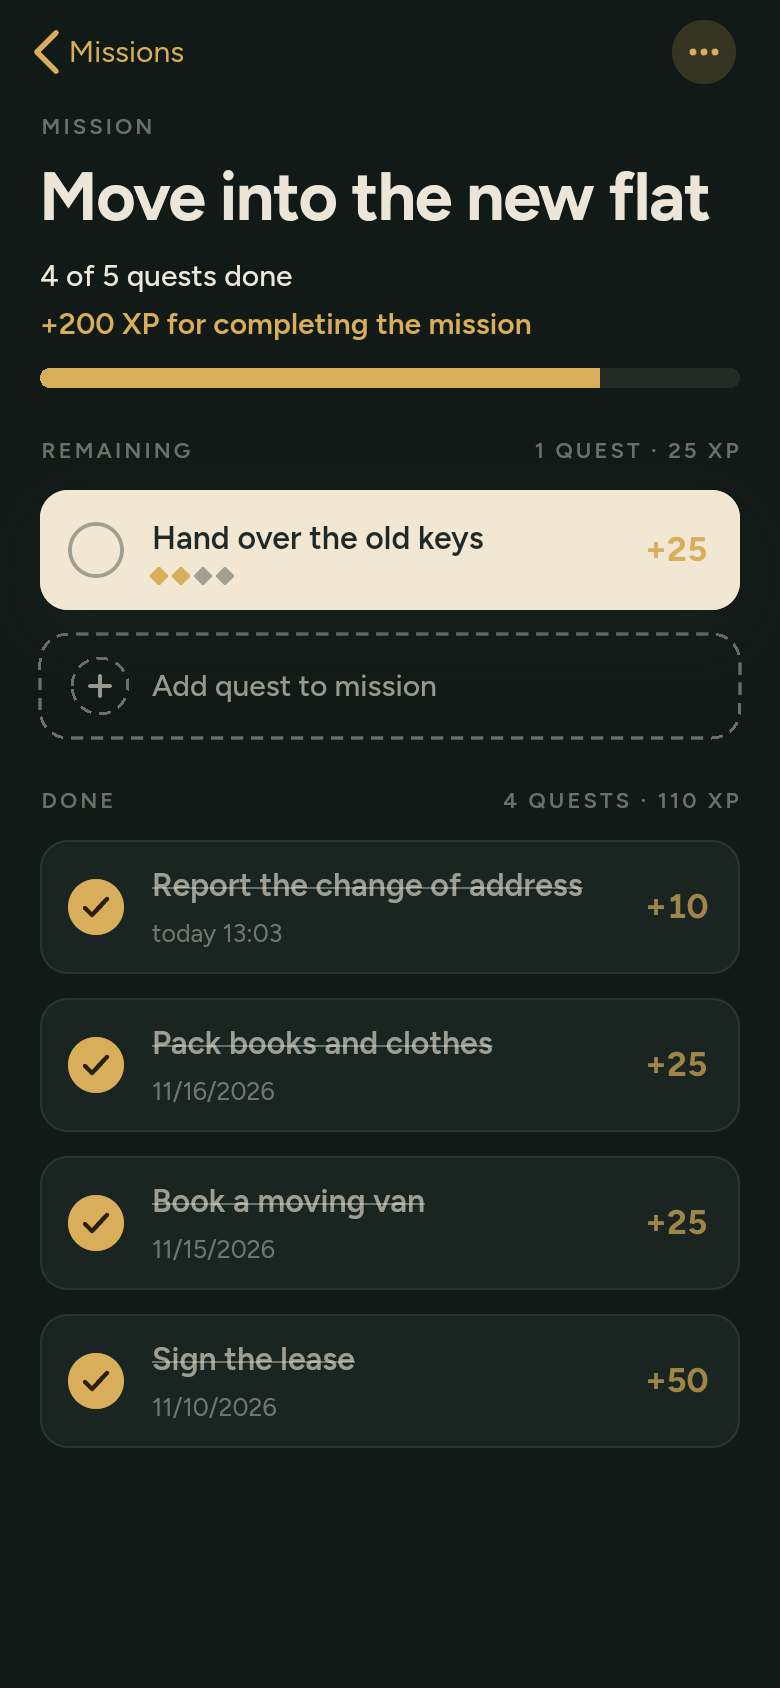 Missions
MISSION
Move into the new flat
4 of 5 quests done
+200 XP for completing the mission
REMAINING 1 QUEST · 25 XP
Hand over the old keys +25
Add quest to mission
DONE 4 QUESTS · 110 XP
Report the change of address +10
today 13:03
Pack books and clothes +25
11/16/2026
Book a moving van +25
11/15/2026
Sign the lease +50
11/10/2026